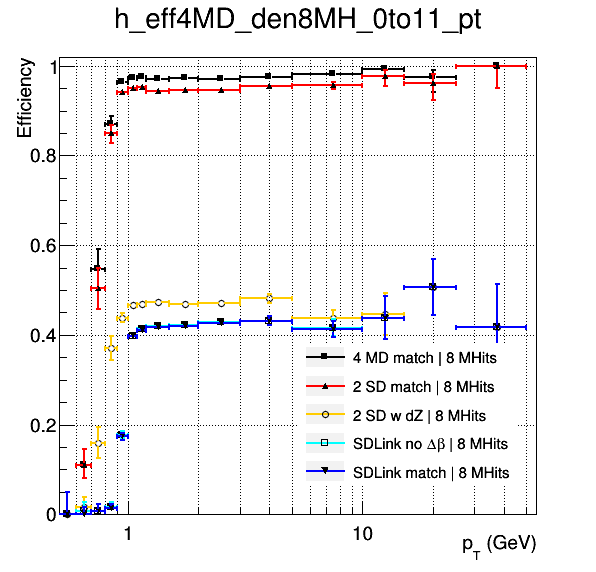 h_eff4MD_den8MH_0to11_pt
Efficiency
1
0.8
0.6
0.4
0.2
0
4 MD match | 8 MHits
2 SD match | 8 MHits
2 SD w dZ | 8 MHits
SDLink no Δβ | 8 MHits
SDLink match | 8 MHits
1 10
p_T (GeV)